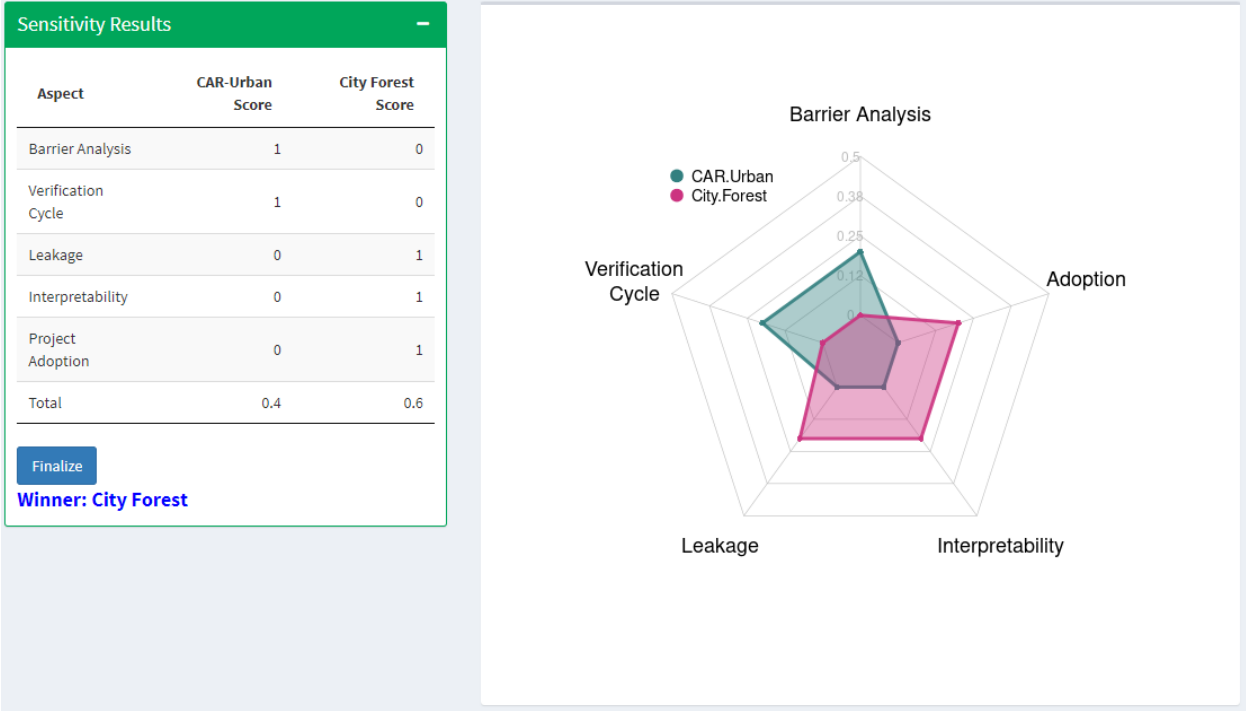 Sensitivity Results
Aspect
CAR-Urban
Score
City Forest
Score
Barrier Analysis 1 0
Verification
Cycle 1 0
Leakage 0 1
Interpretability 0 1
Project
Adoption 0 1
Total 0.4 0.6
Finalize
Winner: City Forest
Barrier Analysis
CAR.Urban
City.Forest
0.5
0.38
0.25
0.12
0
Verification
Cycle
Adoption
Leakage
Interpretability